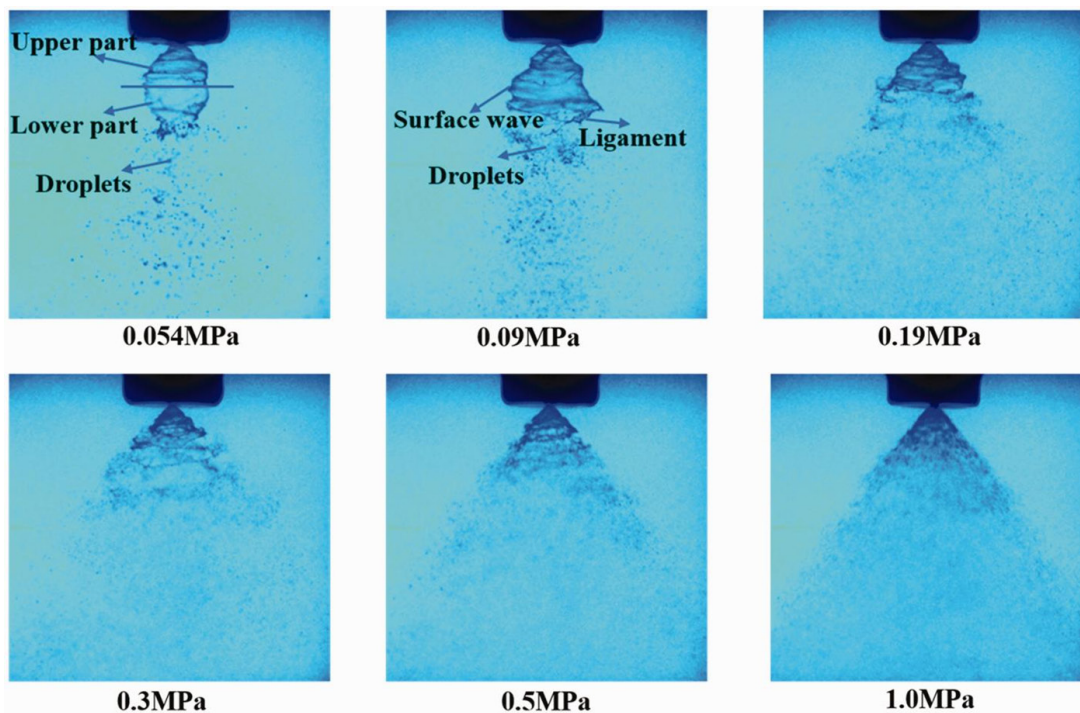 Upper part
Lower part
Droplets
Surface wave
Ligament
Droplets
0.054MPa
0.09MPa
0.19MPa
0.3MPa
0.5MPa
1.0MPa